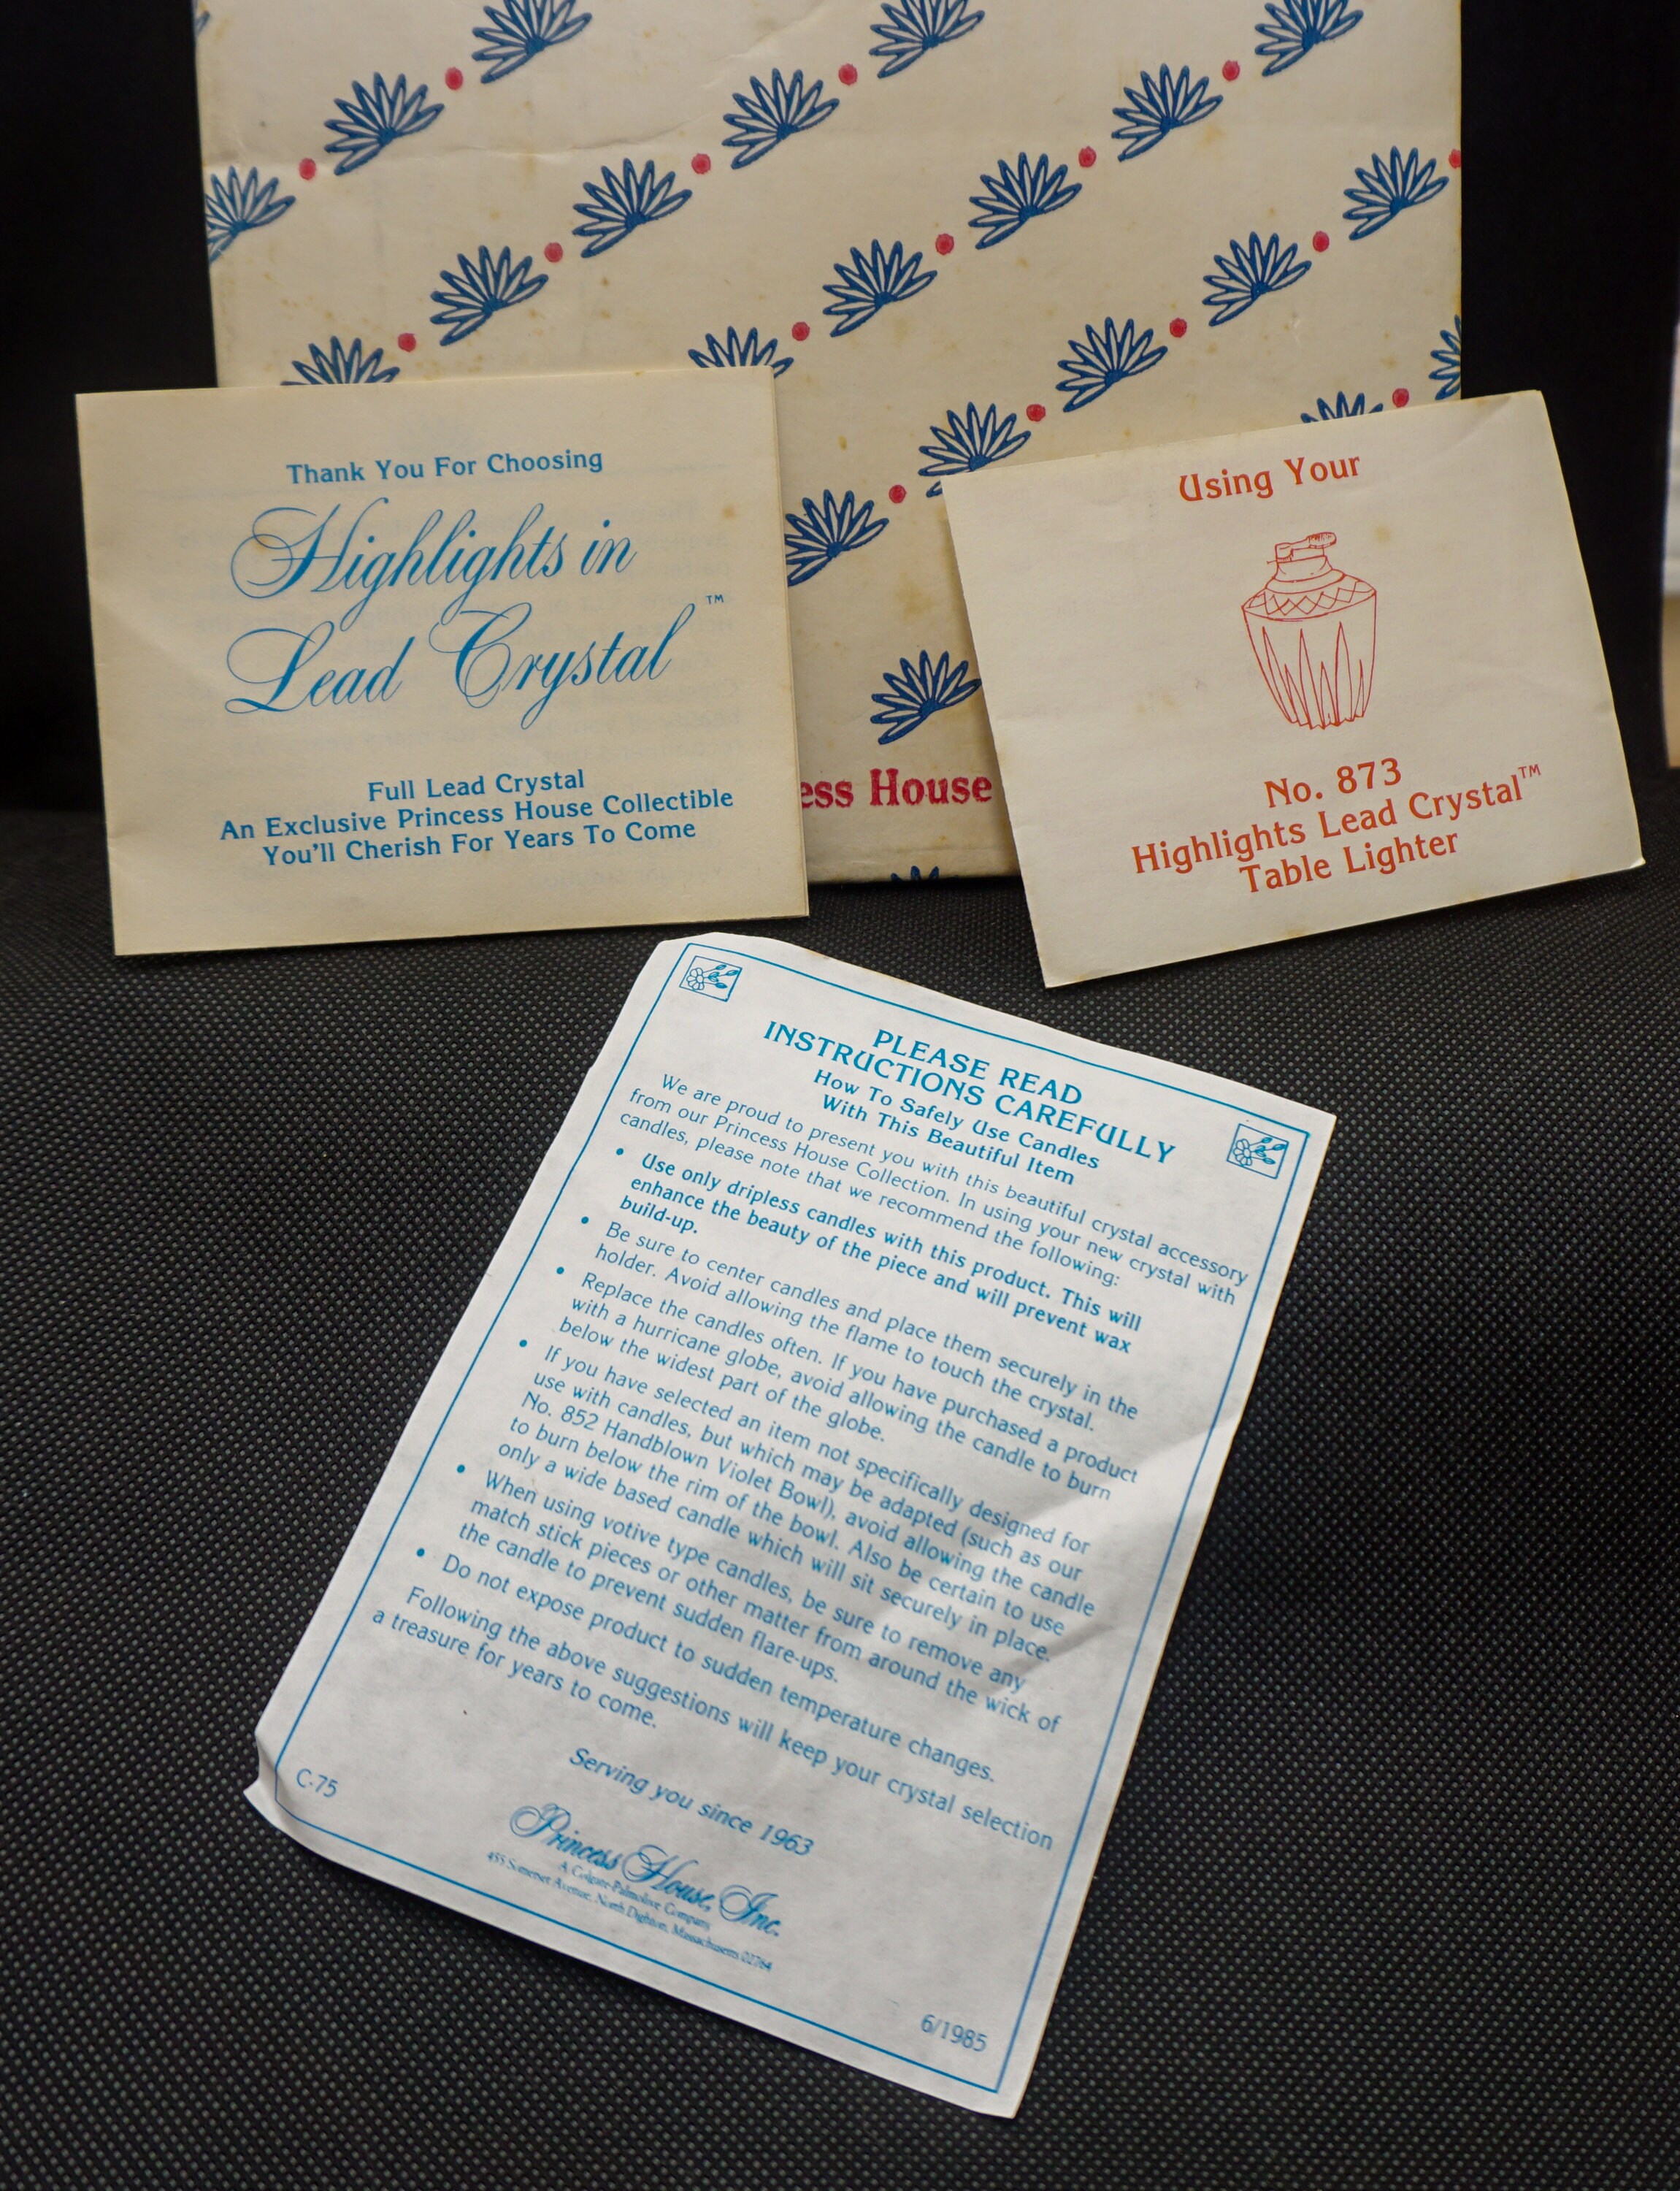 Thank You For Choosing
Highlights in
Lead Crystal™
Full Lead Crystal
An Exclusive Princess House Collectible
You'll Cherish For Years To Come
ess House
Using Your
No. 873
Highlights Lead Crystal™
Table Lighter
PLEASE READ
INSTRUCTIONS CAREFULLY
How To Safely Use Candles
With This Beautiful Item
We are proud to present you with this beautiful crystal accessory
from our Princess House Collection. In using your new crystal with
candles, please note that we recommend the following:
• Use only dripless candles with this product. This will
enhance the beauty of the piece and will prevent wax
build-up.
• Be sure to center candles and place them securely in the
holder. Avoid allowing the flame to touch the crystal.
• Replace the candles often. If you have purchased a product
with a hurricane globe, avoid allowing the candle to burn
below the widest part of the globe.
• If you have selected an item not specifically designed for
use with candles, but which may be adapted (such as our
No. 852 Handblown Violet Bowl), avoid allowing the candle
to burn below the rim of the bowl. Also be certain to use
only a wide based candle which will sit securely in place.
• When using votive type candles, be sure to remove any
match stick pieces or other matter from around the wick of
the candle to prevent sudden flare-ups.
• Do not expose product to sudden temperature changes.
Following the above suggestions will keep your crystal selection
a treasure for years to come.
Serving you since 1963
Princess House, Inc.
A Colgate-Palmolive Company
455 Somerset Avenue, North Dighton, Massachusetts 02764
C-75
6/1985